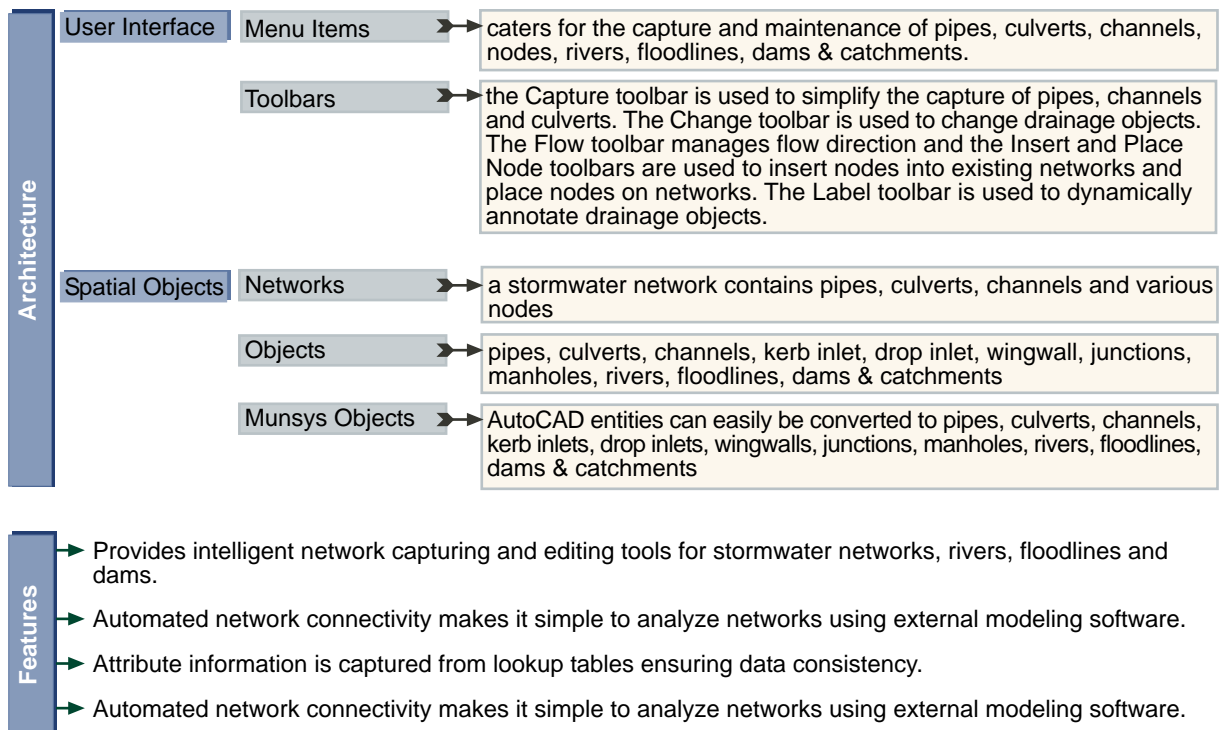 Architecture
User Interface
Menu Items
caters for the capture and maintenance of pipes, culverts, channels,
nodes, rivers, floodlines, dams & catchments.
Toolbars
the Capture toolbar is used to simplify the capture of pipes, channels
and culverts. The Change toolbar is used to change drainage objects.
The Flow toolbar manages flow direction and the Insert and Place
Node toolbars are used to insert nodes into existing networks and
place nodes on networks. The Label toolbar is used to dynamically
annotate drainage objects.
Spatial Objects
Networks
a stormwater network contains pipes, culverts, channels and various
nodes
Objects
pipes, culverts, channels, kerb inlet, drop inlet, wingwall, junctions,
manholes, rivers, floodlines, dams & catchments
Munsys Objects
AutoCAD entities can easily be converted to pipes, culverts, channels,
kerb inlets, drop inlets, wingwalls, junctions, manholes, rivers, floodlines,
dams & catchments
Features
Provides intelligent network capturing and editing tools for stormwater networks, rivers, floodlines and
dams.
Automated network connectivity makes it simple to analyze networks using external modeling software.
Attribute information is captured from lookup tables ensuring data consistency.
Automated network connectivity makes it simple to analyze networks using external modeling software.